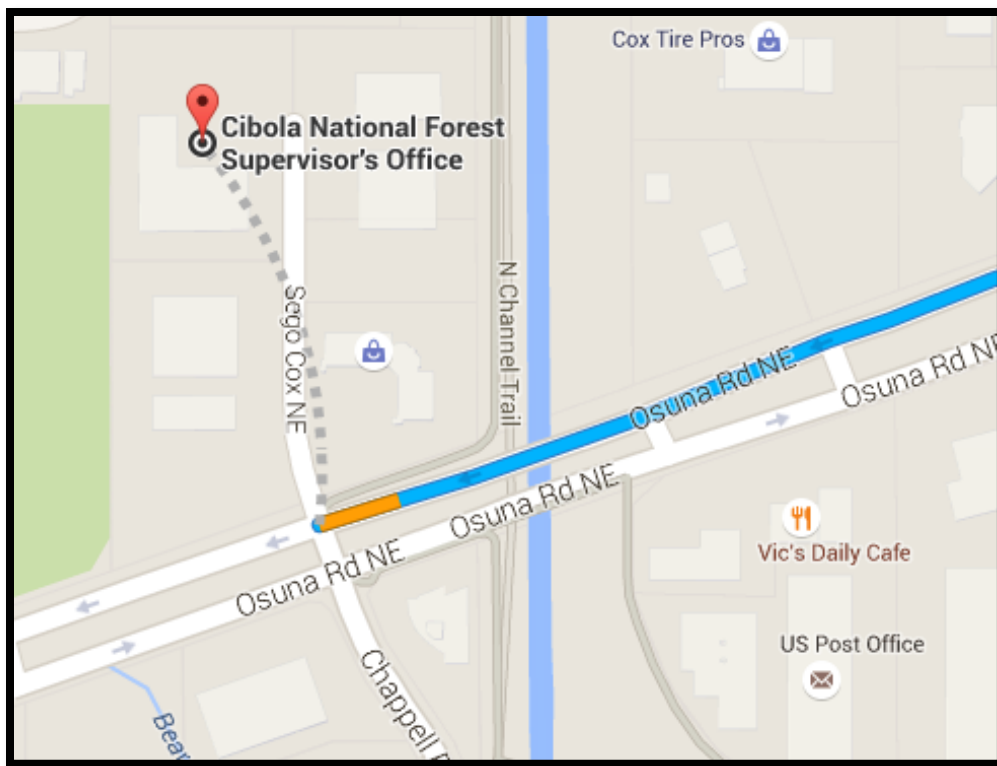 Cox Tire Pros
Cibola National Forest
Supervisor's Office
Sego Cox NE
N Channel Trail
Osuna Rd NE
Osuna Rd NE
Osuna Rd NE
Osuna Rd NE
Vic's Daily Cafe
US Post Office
Chappell
Bear